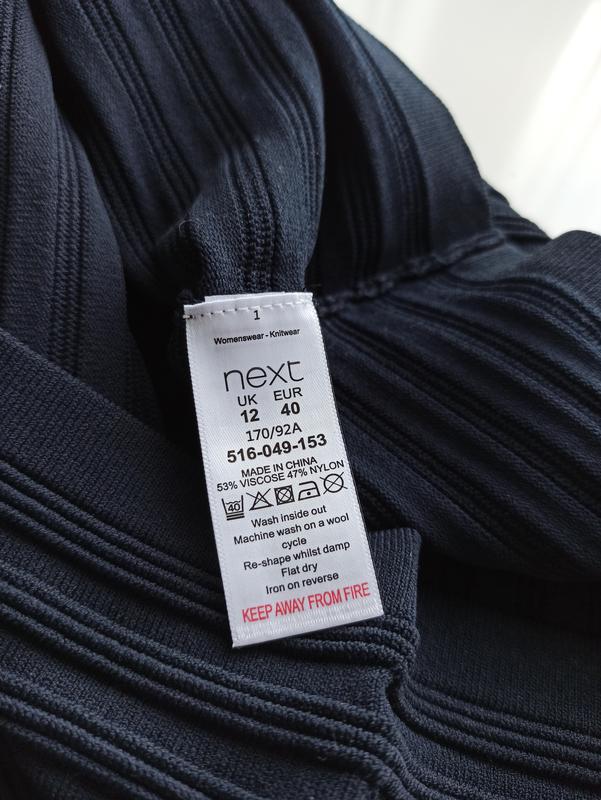 1
Womenswear - Knitwear
next
UK EUR
12 40
170/92A
516-049-153
MADE IN CHINA
53% VISCOSE 47% NYLON
40
Wash inside out
Machine wash on a wool
cycle
Re-shape whilst damp
Flat dry
Iron on reverse
KEEP AWAY FROM FIRE